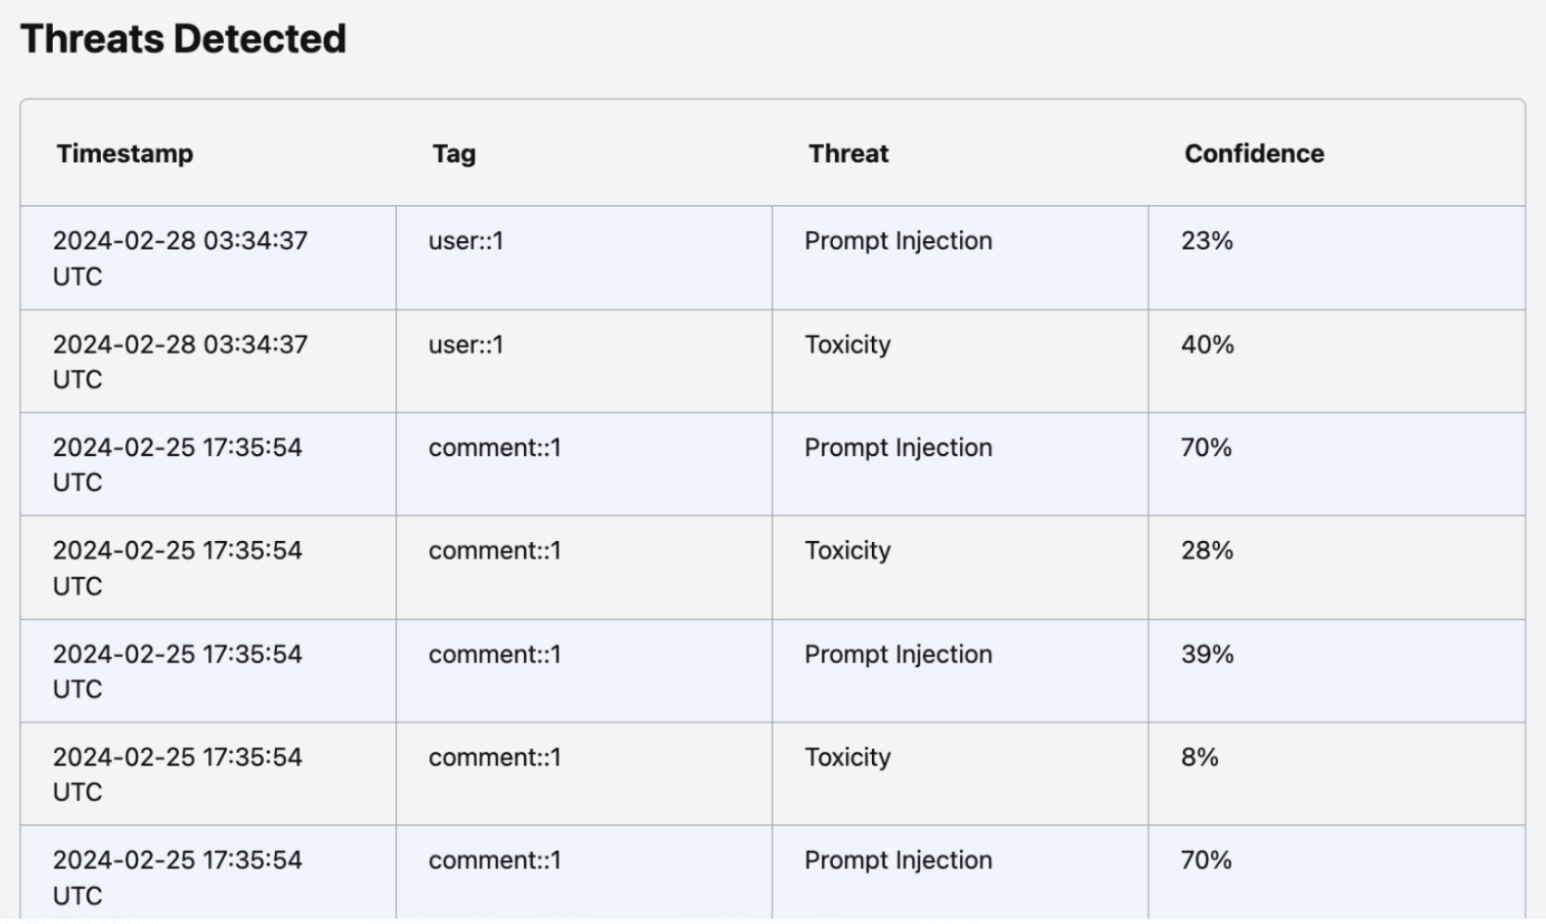 Threats Detected
Timestamp Tag Threat Confidence
2024-02-28 03:34:37 user::1 Prompt Injection 23%
UTC
2024-02-28 03:34:37 user::1 Toxicity 40%
UTC
2024-02-25 17:35:54 comment::1 Prompt Injection 70%
UTC
2024-02-25 17:35:54 comment::1 Toxicity 28%
UTC
2024-02-25 17:35:54 comment::1 Prompt Injection 39%
UTC
2024-02-25 17:35:54 comment::1 Toxicity 8%
UTC
2024-02-25 17:35:54 comment::1 Prompt Injection 70%
UTC